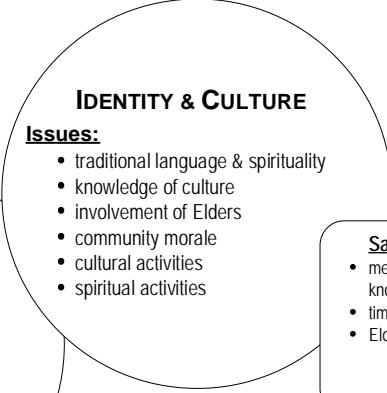 IDENTITY & CULTURE
Issues:
• traditional language & spirituality
• knowledge of culture
• involvement of Elders
• community morale
• cultural activities
• spiritual activities